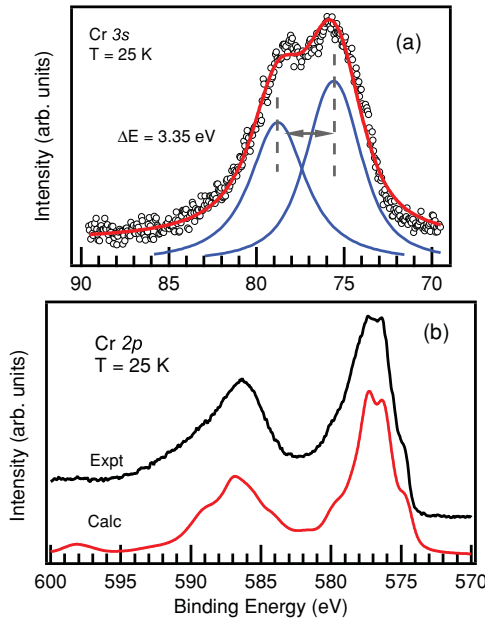 Cr 3s
T = 25 K
(a)
ΔE = 3.35 eV
Intensity (arb. units)
90 85 80 75 70
Cr 2p
T = 25 K
(b)
Expt
Calc
Intensity (arb. units)
600 595 590 585 580 575 570
Binding Energy (eV)